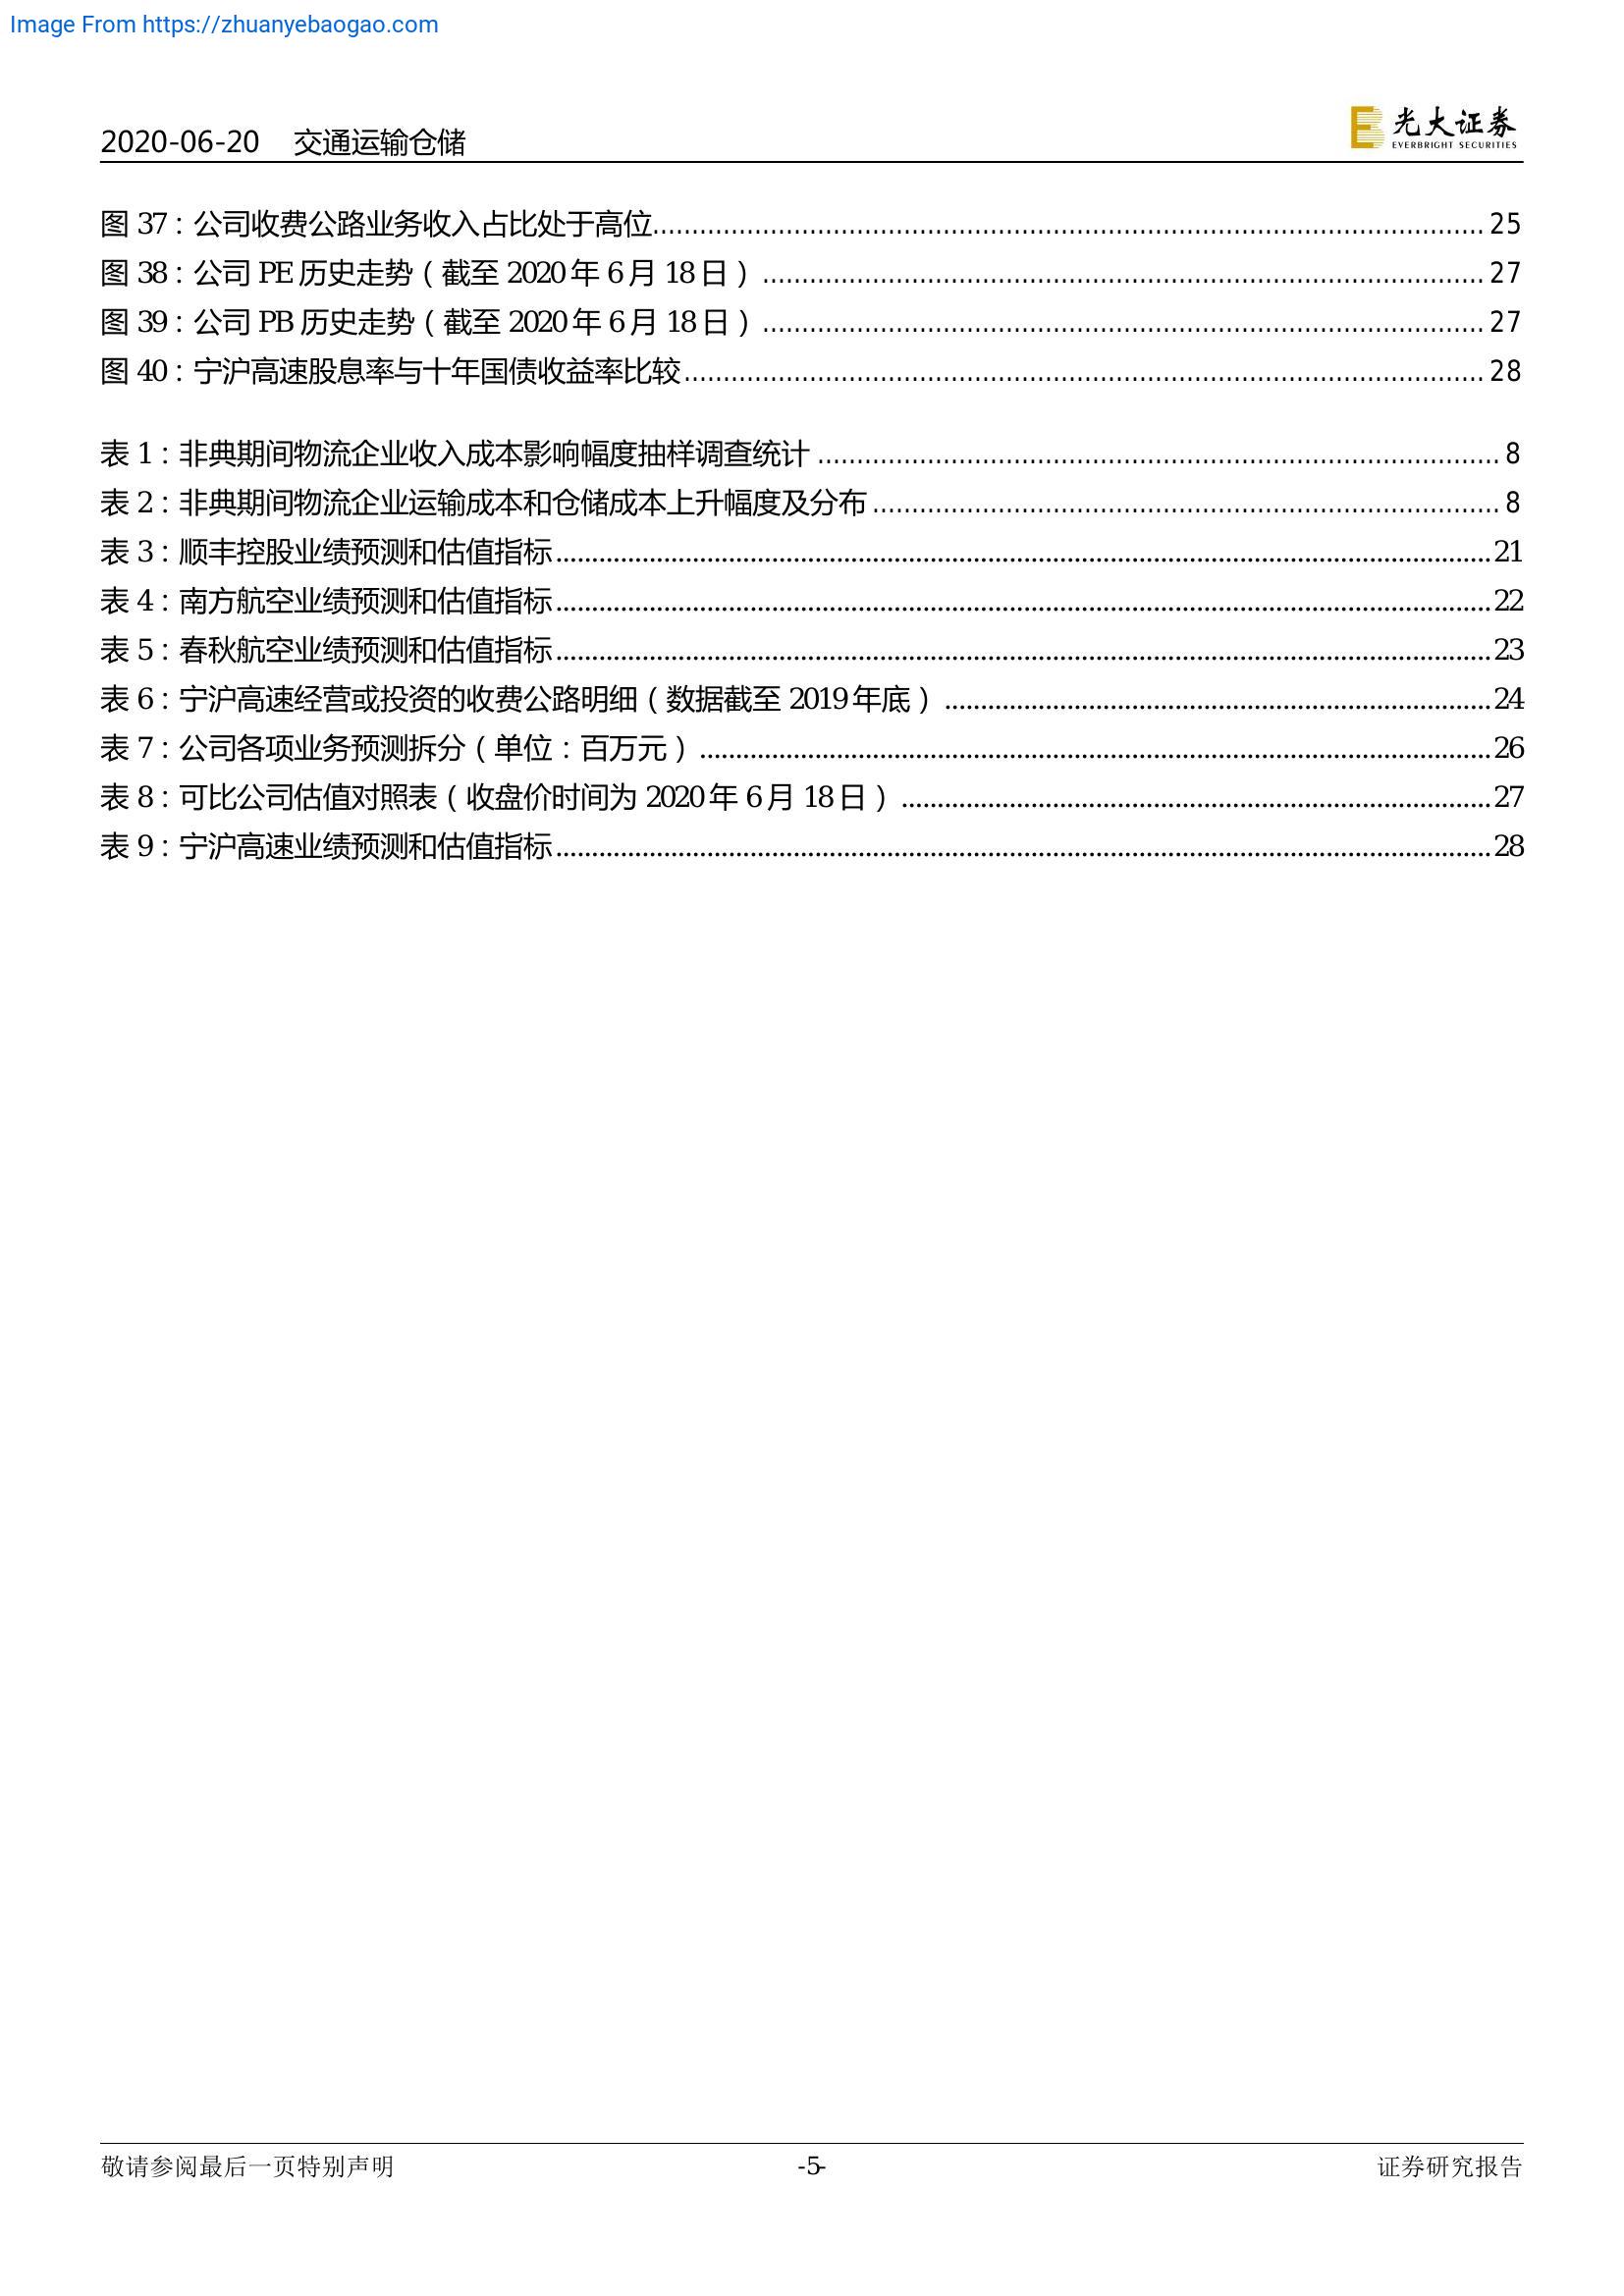 Image From https://zhuanyebaogao.com
2020-06-20 交通运输仓储
光大证券
EVERBRIGHT SECURITIES
图 37：公司收费公路业务收入占比处于高位........................................ 25
图 38：公司 PE 历史走势（截至 2020 年 6 月 18 日）........................................ 27
图 39：公司 PB 历史走势（截至 2020 年 6 月 18 日）........................................ 27
图 40：宁沪高速股息率与十年国债收益率比较........................................ 28
表 1：非典期间物流企业收入成本影响幅度抽样调查统计........................................ 8
表 2：非典期间物流企业运输成本和仓储成本上升幅度及分布........................................ 8
表 3：顺丰控股业绩预测和估值指标........................................21
表 4：南方航空业绩预测和估值指标........................................22
表 5：春秋航空业绩预测和估值指标........................................23
表 6：宁沪高速经营或投资的收费公路明细（数据截至 2019 年底）........................................24
表 7：公司各项业务预测拆分（单位：百万元）........................................26
表 8：可比公司估值对照表（收盘价时间为 2020 年 6 月 18 日）........................................27
表 9：宁沪高速业绩预测和估值指标........................................28
敬请参阅最后一页特别声明 -5- 证券研究报告